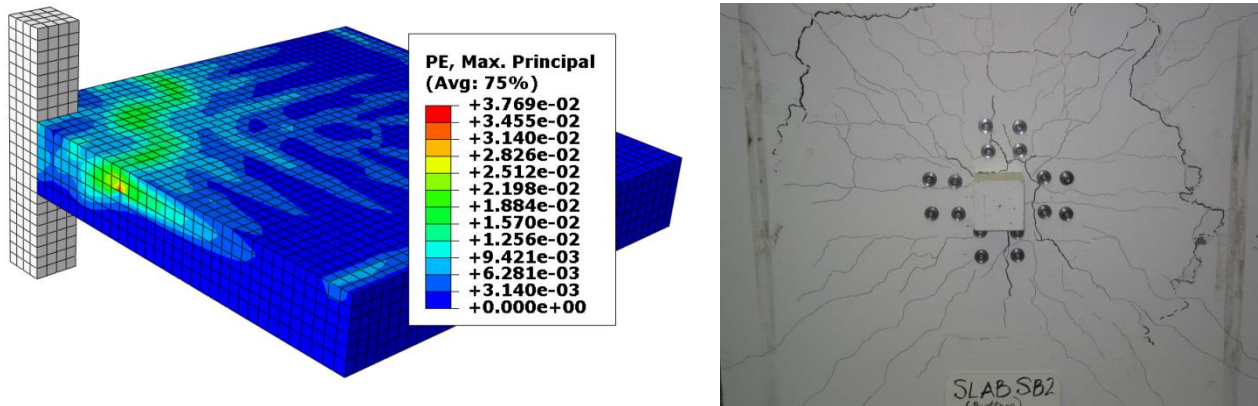 PE, Max. Principal
(Avg: 75%)
+3.769e-02
+3.455e-02
+3.140e-02
+2.826e-02
+2.512e-02
+2.198e-02
+1.884e-02
+1.570e-02
+1.256e-02
+9.421e-03
+6.281e-03
+3.140e-03
+0.000e+00
SLAB SB2
(Bottom)